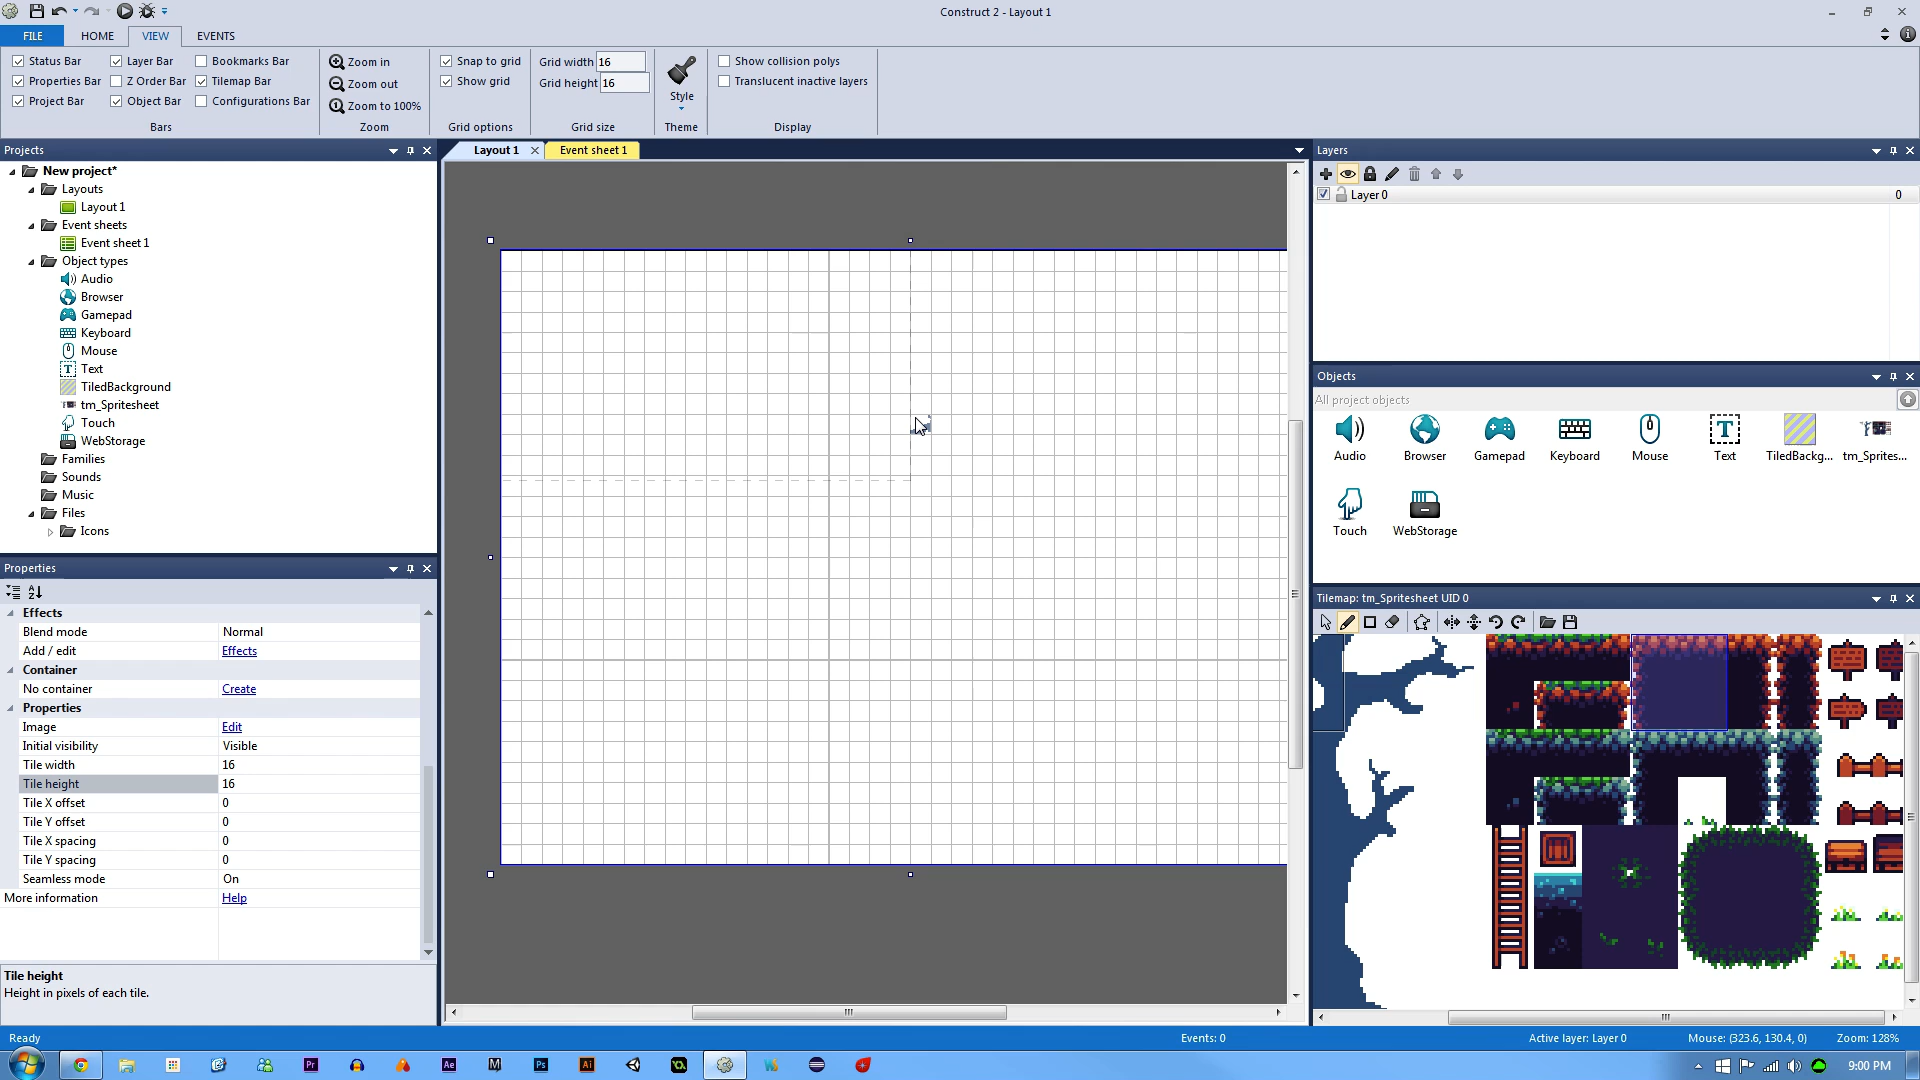 Construct 2 - Layout 1
FILE HOME VIEW EVENTS
Status Bar Layer Bar Bookmarks Bar
Properties Bar Z Order Bar Tilemap Bar
Project Bar Object Bar Configurations Bar
Bars
Zoom in
Zoom out
Zoom to 100%
Zoom
Snap to grid
Show grid
Grid options
Grid width 16
Grid height 16
Grid size
Style
Theme
Show collision polys
Translucent inactive layers
Display
Projects
New project*
Layouts
Layout 1
Event sheets
Event sheet 1
Object types
Audio
Browser
Gamepad
Keyboard
Mouse
Text
TiledBackground
tm_Spritesheet
Touch
WebStorage
Families
Sounds
Music
Files
Icons
Properties
Effects
Blend mode Normal
Add / edit Effects
Container
No container Create
Properties
Image Edit
Initial visibility Visible
Tile width 16
Tile height 16
Tile X offset 0
Tile Y offset 0
Tile X spacing 0
Tile Y spacing 0
Seamless mode On
More information Help
Tile height
Height in pixels of each tile.
Layout 1 Event sheet 1
Layers
Layer 0 0
Objects
All project objects
Audio Browser Gamepad Keyboard Mouse Text TiledBackg... tm_Sprites...
Touch WebStorage
Tilemap: tm_Spritesheet UID 0
Ready Events: 0 Active layer: Layer 0 Mouse: (323.6, 130.4, 0) Zoom: 128%
Pr Ae M Ps Ai
9:00 PM